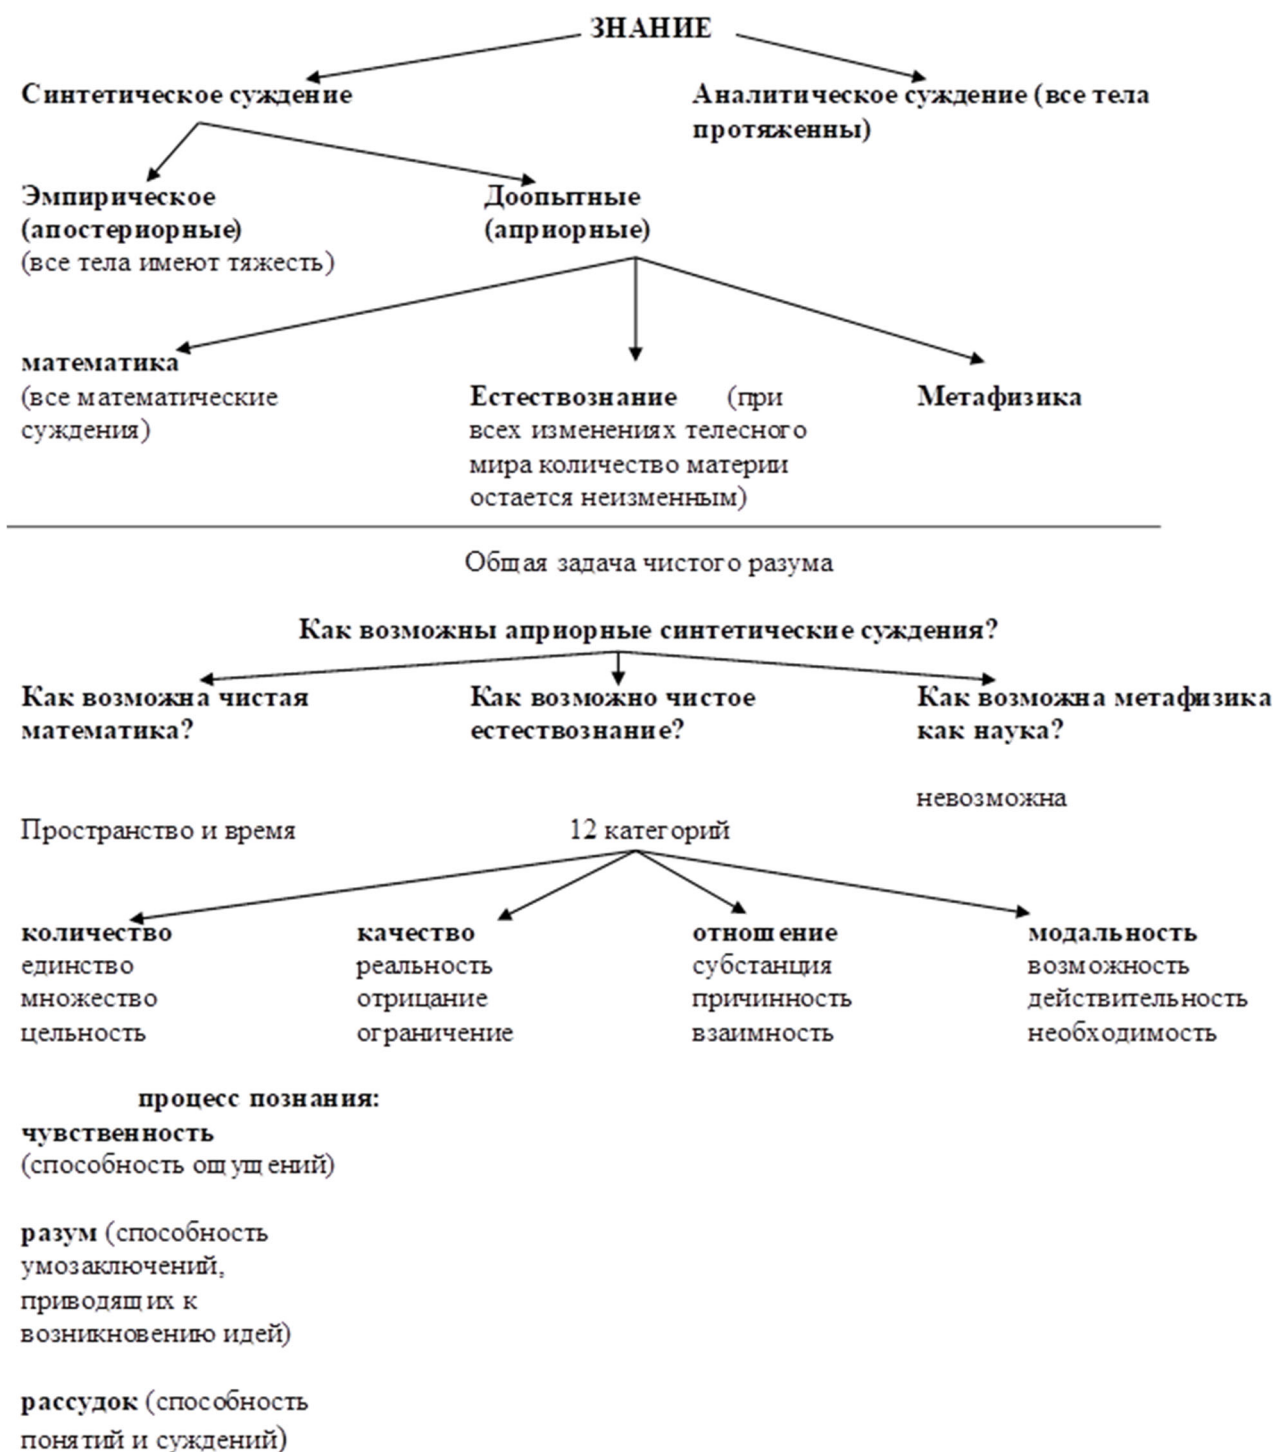 ЗНАНИЕ
Синтетическое суждение
Аналитическое суждение (все тела
протяженны)
Эмпирическое
(апостериорные)
(все тела имеют тяжесть)
Доопытные
(априорные)
математика
(все математические
суждения)
Естествознание (при
всех изменениях телесного
мира количество материи
остается неизменным)
Метафизика
Общая задача чистого разума
Как возможны априорные синтетические суждения?
Как возможна чистая
математика?
Как возможно чистое
естествознание?
Как возможна метафизика
как наука?
невозможна
Пространство и время
12 категорий
количество
единство
множество
цельность
качество
реальность
отрицание
ограничение
отношение
субстанция
причинность
взаимность
модальность
возможность
действительность
необходимость
процесс познания:
чувственность
(способность ощущений)
разум (способность
умозаключений,
приводящих к
возникновению идей)
рассудок (способность
понятий и суждений)